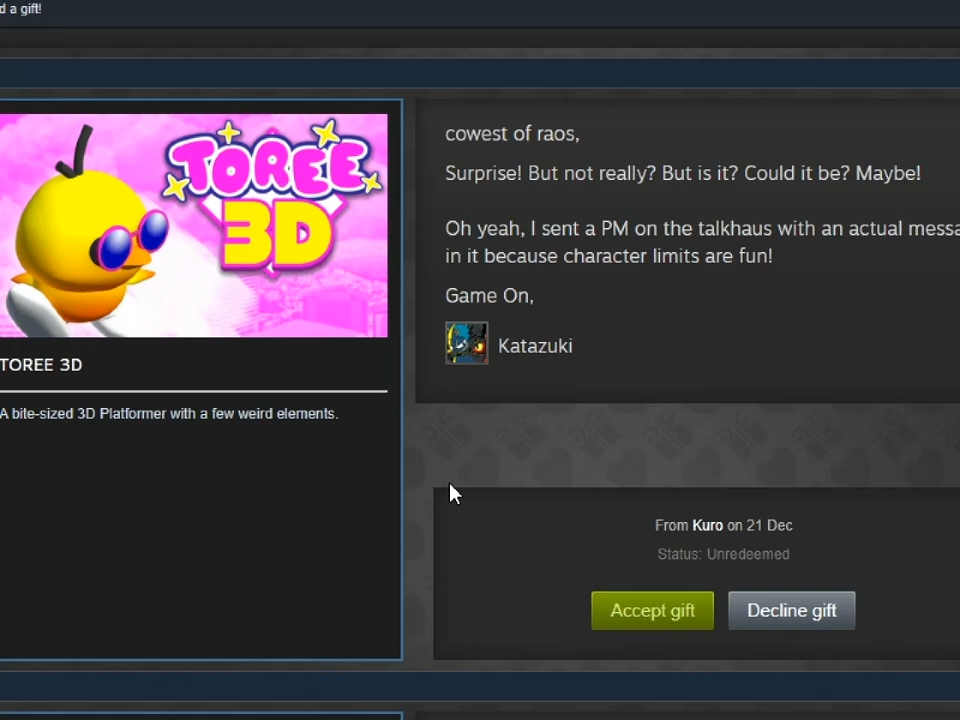 d a gift!
TOREE
3D
TOREE 3D
A bite-sized 3D Platformer with a few weird elements.
cowest of raos,
Surprise! But not really? But is it? Could it be? Maybe!
Oh yeah, I sent a PM on the talkhaus with an actual messa
in it because character limits are fun!
Game On,
Katazuki
From Kuro on 21 Dec
Status: Unredeemed
Accept gift
Decline gift